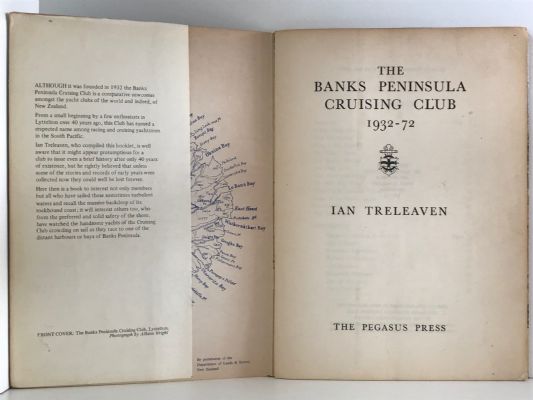 ALTHOUGH it was founded in 1932 the Banks
Peninsula Cruising Club is a comparative newcomer
amongst the yacht clubs of the world and indeed, of
New Zealand.
From a small beginning by a few enthusiasts in
Lyttelton over 40 years ago, this Club has earned a
respected name among racing and cruising yachtsmen
in the South Pacific.
Ian Treleaven, who compiled this booklet, is well
aware that it might appear presumptuous for a
club to issue even a brief history after only 40 years
of existence, but he rightly believed that unless
some of the stories and records of early years were
collected now they could well be lost forever.
Here then is a book to interest not only members
but all who have sailed these sometimes turbulent
waters and the massive backdrop of its
rockbound coast; it will interest others too, who
from the preferred and solid safety of the shore,
have watched the handsome yachts of the Cruising
Club crowding on sail as they race to one of the
distant harbours or bays of Banks Peninsula.
FRONT COVER: The Banks Peninsula Cruising Club, Lyttelton.
Photograph by Wright
Okains Bay
Le Bons Bay
East Head
By permission of the
Department of Lands & Survey,
New Zealand
THE
BANKS PENINSULA
CRUISING CLUB
1932-72
IAN TRELEAVEN
THE PEGASUS PRESS